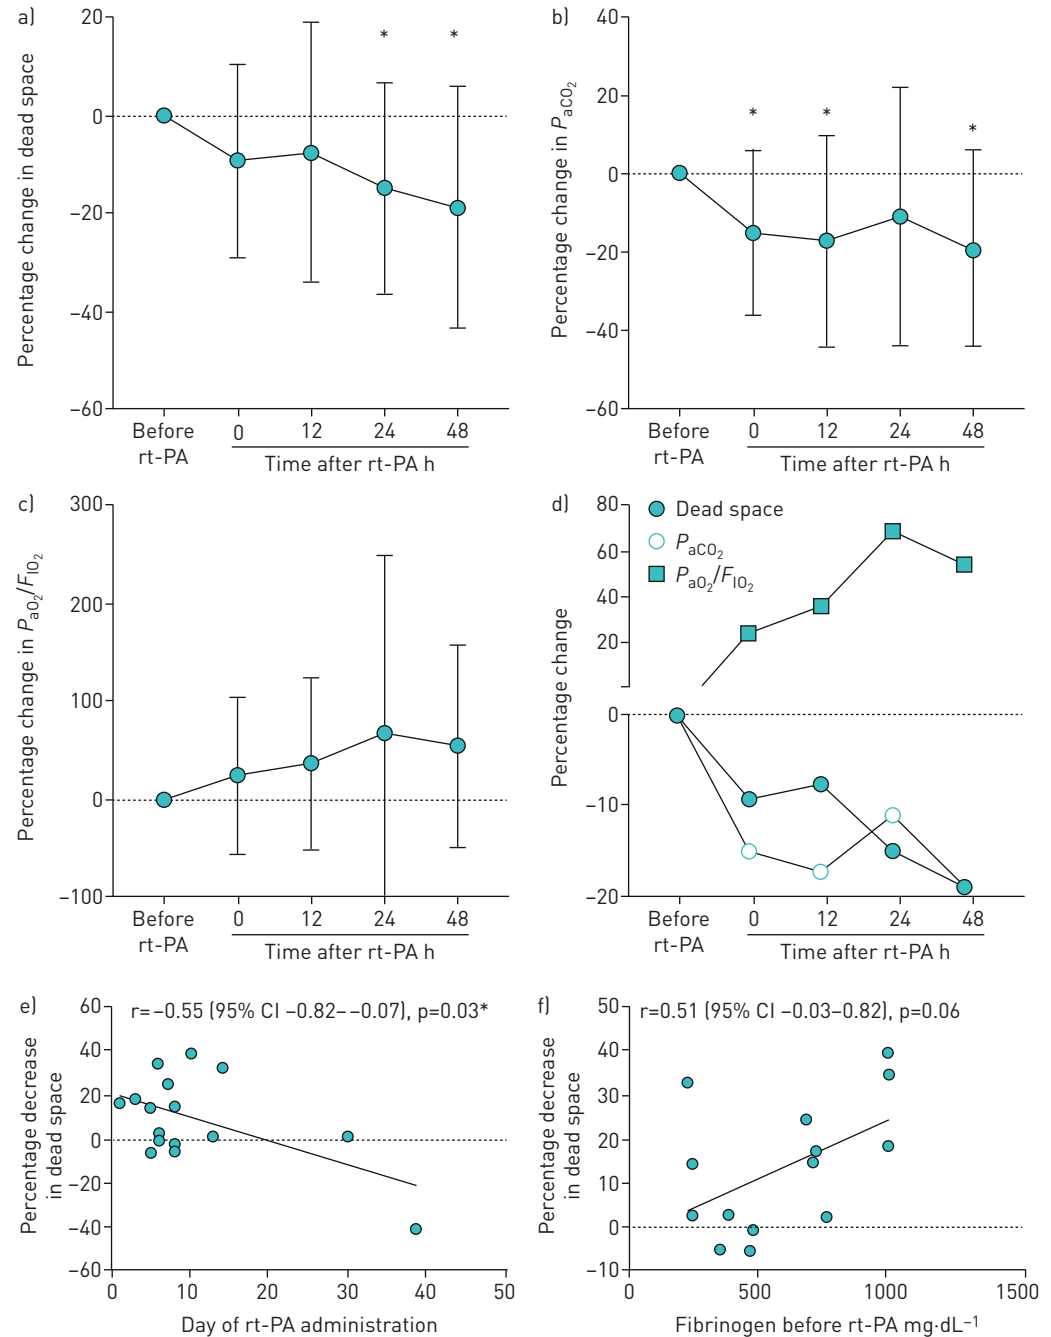 a)
Percentage change in dead space
20
0
−20
−40
−60
* *
Before
rt-PA
0 12 24 48
Time after rt-PA h
b)
Percentage change in PaCO2
40
20
0
−20
−40
−60
* * *
Before
rt-PA
0 12 24 48
Time after rt-PA h
c)
Percentage change in PaO2/FIO2
300
200
100
0
−100
Before
rt-PA
0 12 24 48
Time after rt-PA h
d)
Percentage change
80
60
40
20
0
−10
−20
Dead space
PaCO2
PaO2/FIO2
Before
rt-PA
0 12 24 48
Time after rt-PA h
e)
Percentage decrease
in dead space
60
40
20
0
−20
−40
−60
r=−0.55 (95% CI −0.82–−0.07), p=0.03*
0 10 20 30 40 50
Day of rt-PA administration
f)
Percentage decrease
in dead space
50
40
30
20
10
0
−10
r=0.51 (95% CI −0.03–0.82), p=0.06
0 500 1000 1500
Fibrinogen before rt-PA mg·dL−1